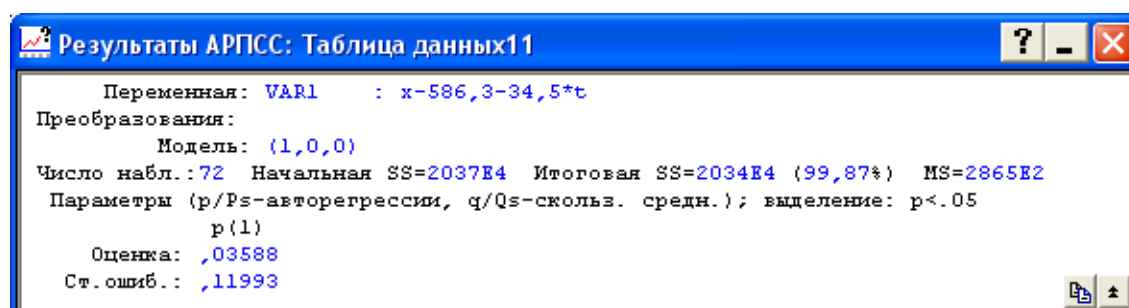 Результаты АРПСС: Таблица данных11
Переменная: VAR1 : x-586,3-34,5*t
Преобразования:
Модель: (1,0,0)
Число набл.:72 Начальная SS=2037E4 Итоговая SS=2034E4 (99,87%) MS=2865E2
Параметры (p/Ps-авторегрессии, q/Qs-скольз. средн.); выделение: p<.05
p(1)
Оценка: ,03588
Ст.ошиб.: ,11993